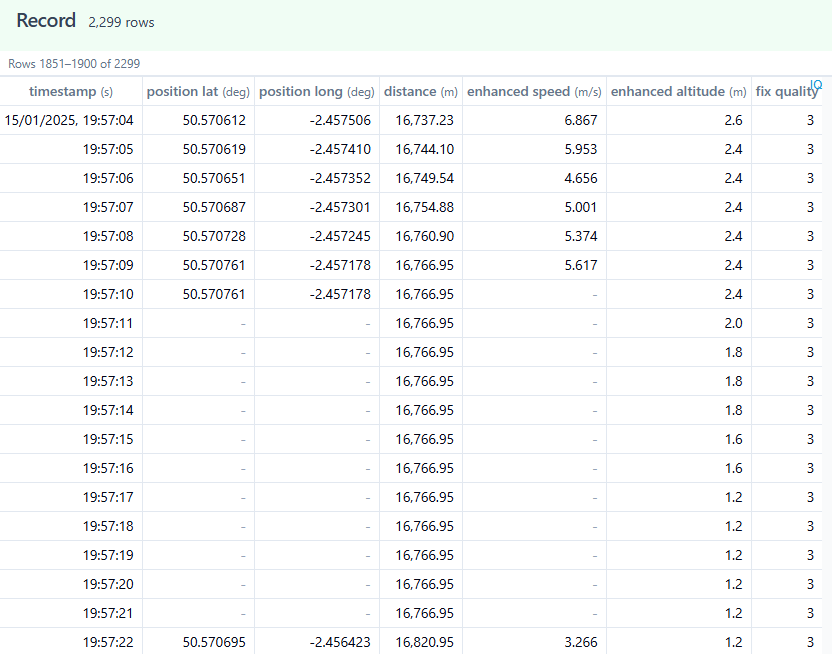 Record 2,299 rows
Rows 1851–1900 of 2299
timestamp (s) position lat (deg) position long (deg) distance (m) enhanced speed (m/s) enhanced altitude (m) fix quality IQ
15/01/2025, 19:57:04 50.570612 -2.457506 16,737.23 6.867 2.6 3
19:57:05 50.570619 -2.457410 16,744.10 5.953 2.4 3
19:57:06 50.570651 -2.457352 16,749.54 4.656 2.4 3
19:57:07 50.570687 -2.457301 16,754.88 5.001 2.4 3
19:57:08 50.570728 -2.457245 16,760.90 5.374 2.4 3
19:57:09 50.570761 -2.457178 16,766.95 5.617 2.4 3
19:57:10 50.570761 -2.457178 16,766.95 - 2.4 3
19:57:11 - - 16,766.95 - 2.0 3
19:57:12 - - 16,766.95 - 1.8 3
19:57:13 - - 16,766.95 - 1.8 3
19:57:14 - - 16,766.95 - 1.8 3
19:57:15 - - 16,766.95 - 1.6 3
19:57:16 - - 16,766.95 - 1.6 3
19:57:17 - - 16,766.95 - 1.2 3
19:57:18 - - 16,766.95 - 1.2 3
19:57:19 - - 16,766.95 - 1.2 3
19:57:20 - - 16,766.95 - 1.2 3
19:57:21 - - 16,766.95 - 1.2 3
19:57:22 50.570695 -2.456423 16,820.95 3.266 1.2 3